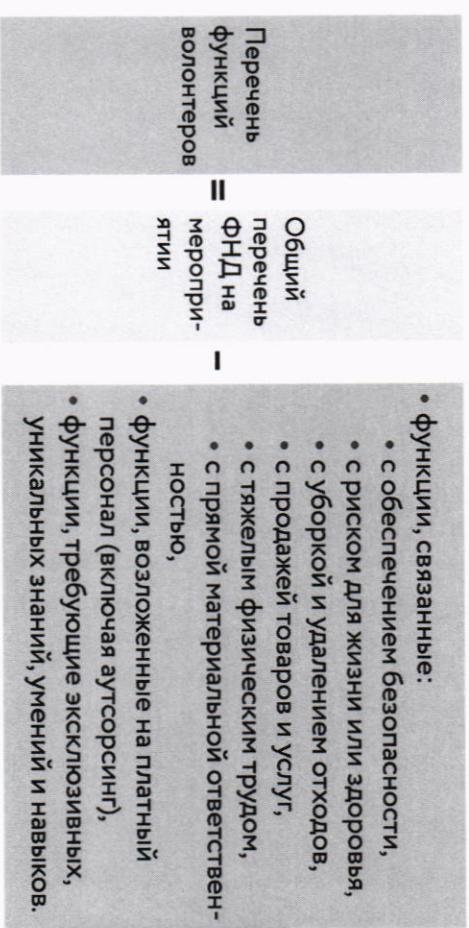 Перечень
функций
волонтеров
=
Общий
перечень
ФНД на
меропри-
ятии
–
• функции, связанные:
• с обеспечением безопасности,
• с риском для жизни или здоровья,
• с уборкой и удалением отходов,
• с продажей товаров и услуг,
• с тяжелым физическим трудом,
• с прямой материальной ответствен-
ностью,
• функции, возложенные на платный
персонал (включая аутсорсинг),
• функции, требующие эксклюзивных,
уникальных знаний, умений и навыков.